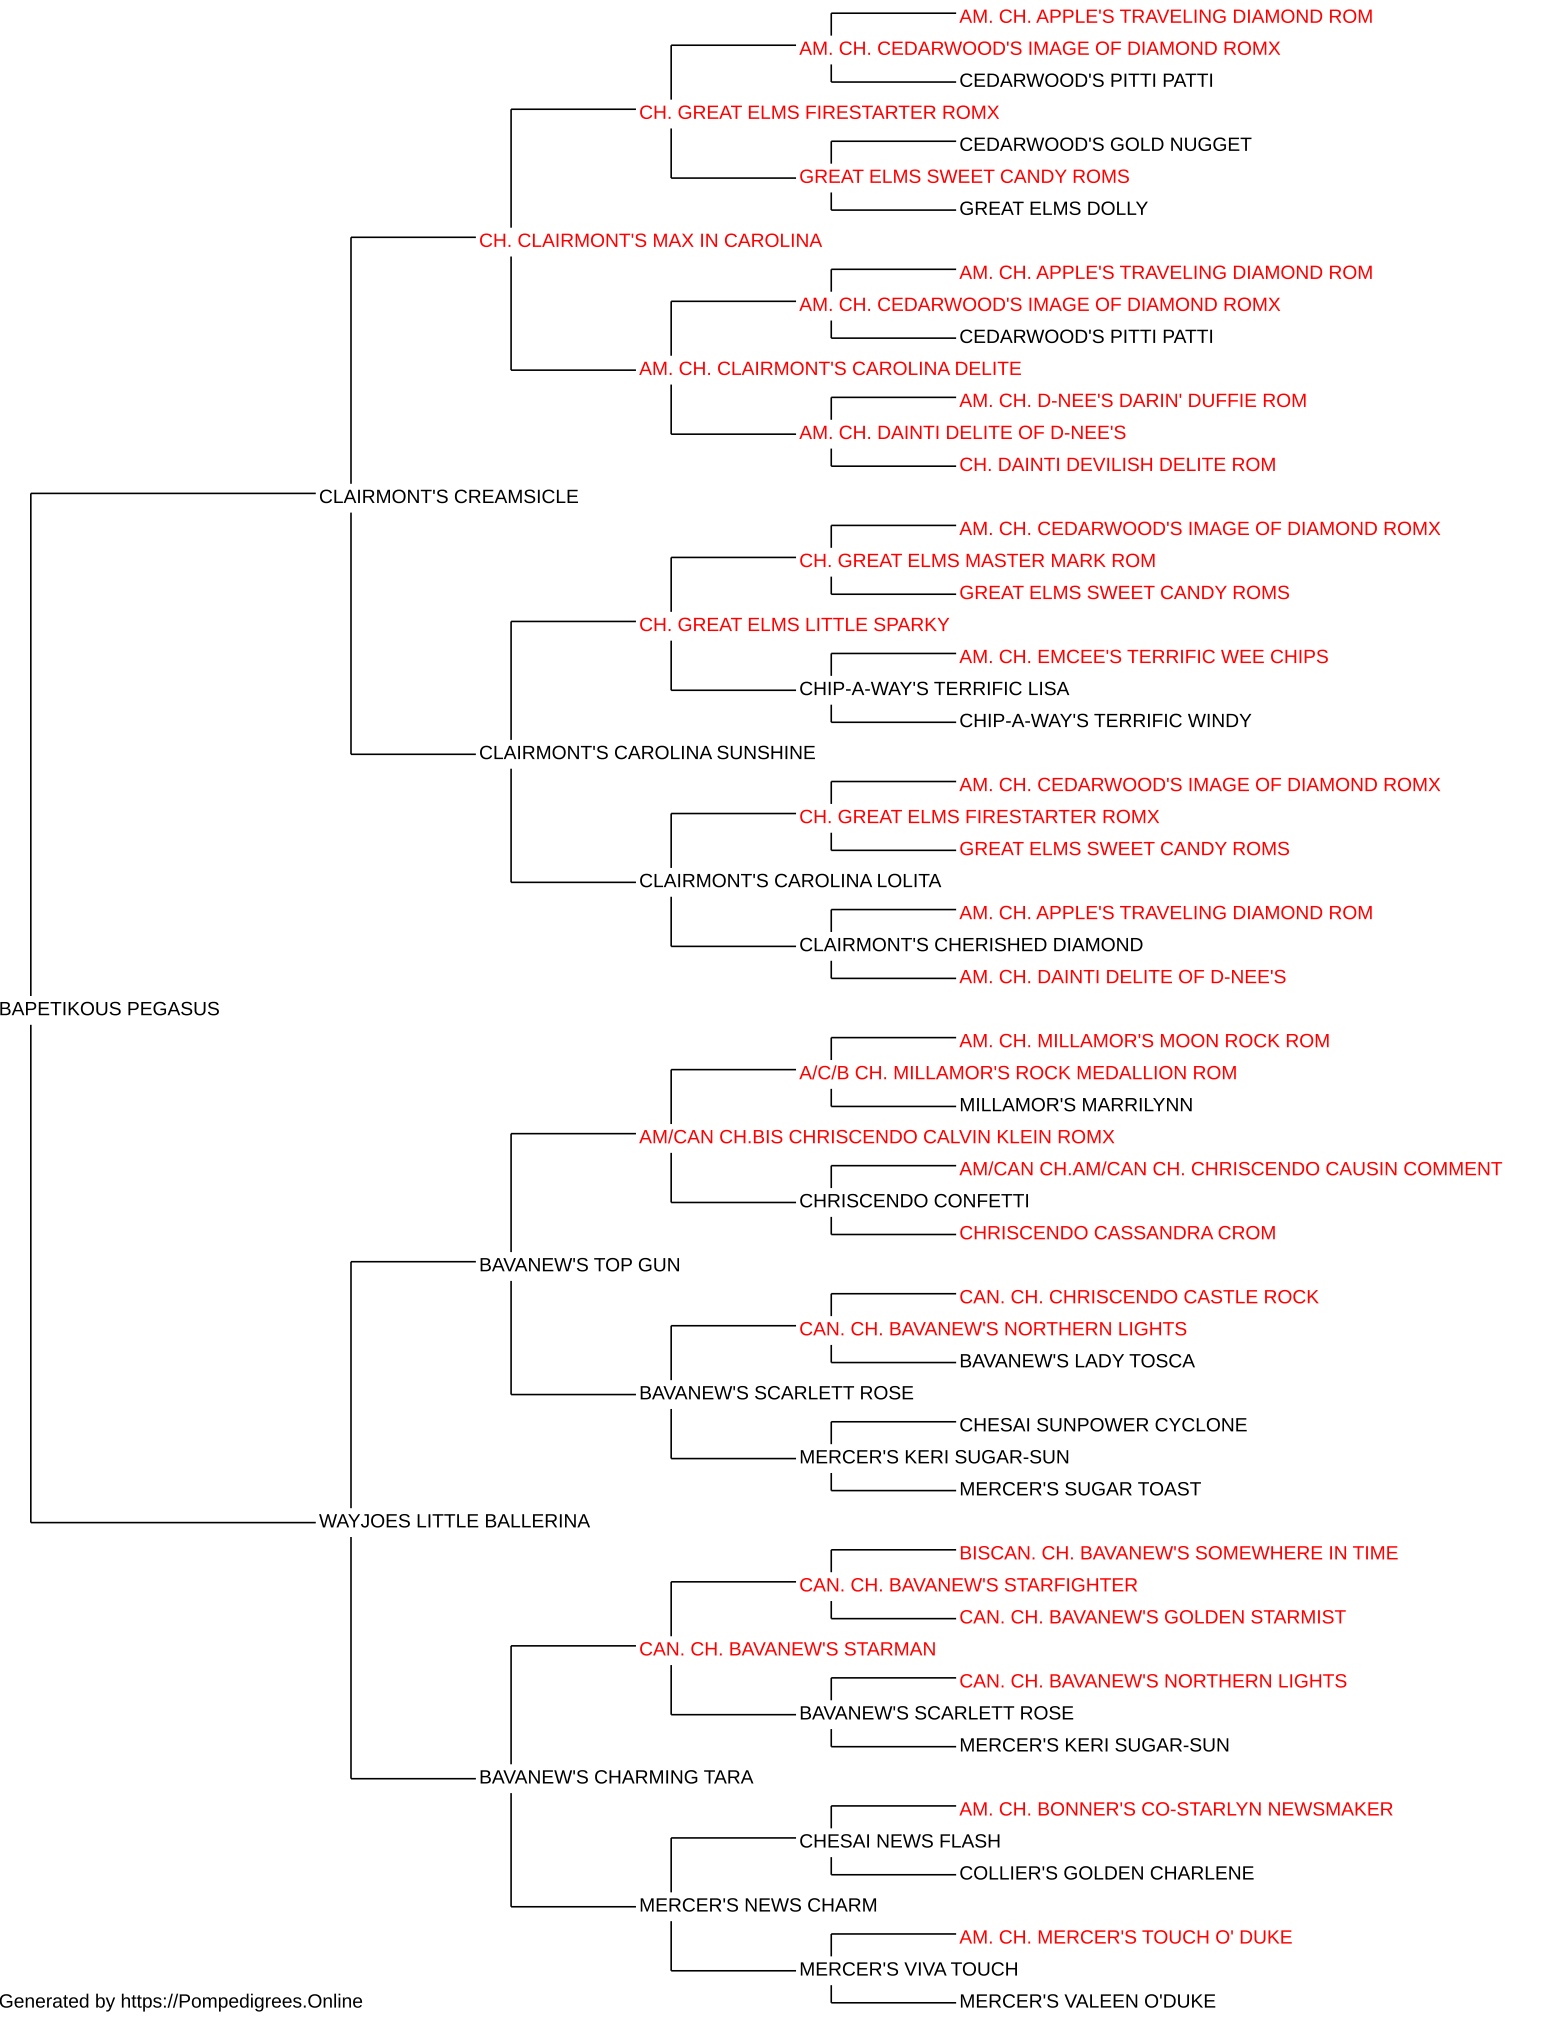 AM. CH. APPLE'S TRAVELING DIAMOND ROM
AM. CH. CEDARWOOD'S IMAGE OF DIAMOND ROMX
CEDARWOOD'S PITTI PATTI
CH. GREAT ELMS FIRESTARTER ROMX
CEDARWOOD'S GOLD NUGGET
GREAT ELMS SWEET CANDY ROMS
GREAT ELMS DOLLY
CH. CLAIRMONT'S MAX IN CAROLINA
AM. CH. APPLE'S TRAVELING DIAMOND ROM
AM. CH. CEDARWOOD'S IMAGE OF DIAMOND ROMX
CEDARWOOD'S PITTI PATTI
AM. CH. CLAIRMONT'S CAROLINA DELITE
AM. CH. D-NEE'S DARIN' DUFFIE ROM
AM. CH. DAINTI DELITE OF D-NEE'S
CH. DAINTI DEVILISH DELITE ROM
CLAIRMONT'S CREAMSICLE
AM. CH. CEDARWOOD'S IMAGE OF DIAMOND ROMX
CH. GREAT ELMS MASTER MARK ROM
GREAT ELMS SWEET CANDY ROMS
CH. GREAT ELMS LITTLE SPARKY
AM. CH. EMCEE'S TERRIFIC WEE CHIPS
CHIP-A-WAY'S TERRIFIC LISA
CHIP-A-WAY'S TERRIFIC WINDY
CLAIRMONT'S CAROLINA SUNSHINE
AM. CH. CEDARWOOD'S IMAGE OF DIAMOND ROMX
CH. GREAT ELMS FIRESTARTER ROMX
GREAT ELMS SWEET CANDY ROMS
CLAIRMONT'S CAROLINA LOLITA
AM. CH. APPLE'S TRAVELING DIAMOND ROM
CLAIRMONT'S CHERISHED DIAMOND
AM. CH. DAINTI DELITE OF D-NEE'S
BAPETIKOUS PEGASUS
AM. CH. MILLAMOR'S MOON ROCK ROM
A/C/B CH. MILLAMOR'S ROCK MEDALLION ROM
MILLAMOR'S MARRILYNN
AM/CAN CH.BIS CHRISCENDO CALVIN KLEIN ROMX
AM/CAN CH.AM/CAN CH. CHRISCENDO CAUSIN COMMENT
CHRISCENDO CONFETTI
CHRISCENDO CASSANDRA CROM
BAVANEW'S TOP GUN
CAN. CH. CHRISCENDO CASTLE ROCK
CAN. CH. BAVANEW'S NORTHERN LIGHTS
BAVANEW'S LADY TOSCA
BAVANEW'S SCARLETT ROSE
CHESAI SUNPOWER CYCLONE
MERCER'S KERI SUGAR-SUN
MERCER'S SUGAR TOAST
WAYJOES LITTLE BALLERINA
BISCAN. CH. BAVANEW'S SOMEWHERE IN TIME
CAN. CH. BAVANEW'S STARFIGHTER
CAN. CH. BAVANEW'S GOLDEN STARMIST
CAN. CH. BAVANEW'S STARMAN
CAN. CH. BAVANEW'S NORTHERN LIGHTS
BAVANEW'S SCARLETT ROSE
MERCER'S KERI SUGAR-SUN
BAVANEW'S CHARMING TARA
AM. CH. BONNER'S CO-STARLYN NEWSMAKER
CHESAI NEWS FLASH
COLLIER'S GOLDEN CHARLENE
MERCER'S NEWS CHARM
AM. CH. MERCER'S TOUCH O' DUKE
MERCER'S VIVA TOUCH
MERCER'S VALEEN O'DUKE
Generated by https://Pompedigrees.Online